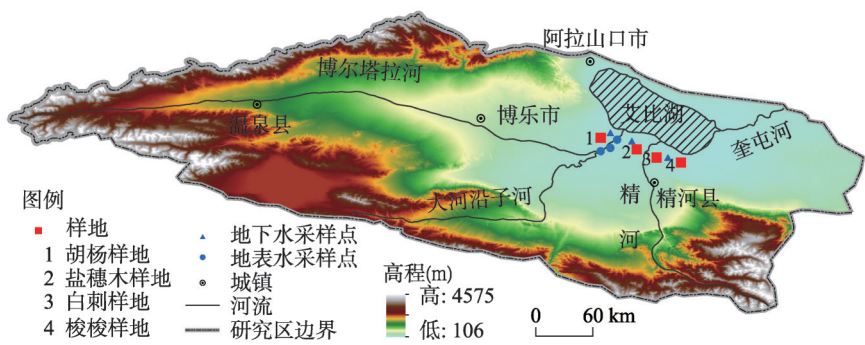 阿拉山口市
博尔塔拉河
艾比湖
温泉县
博乐市
奎屯河
1
2
3
4
大河沿子河
精河县
精
河
图例
样地
1 胡杨样地
2 盐穗木样地
3 白刺样地
4 梭梭样地
地下水采样点
地表水采样点
城镇
河流
研究区边界
高程(m)
高: 4575
低: 106
0 60 km